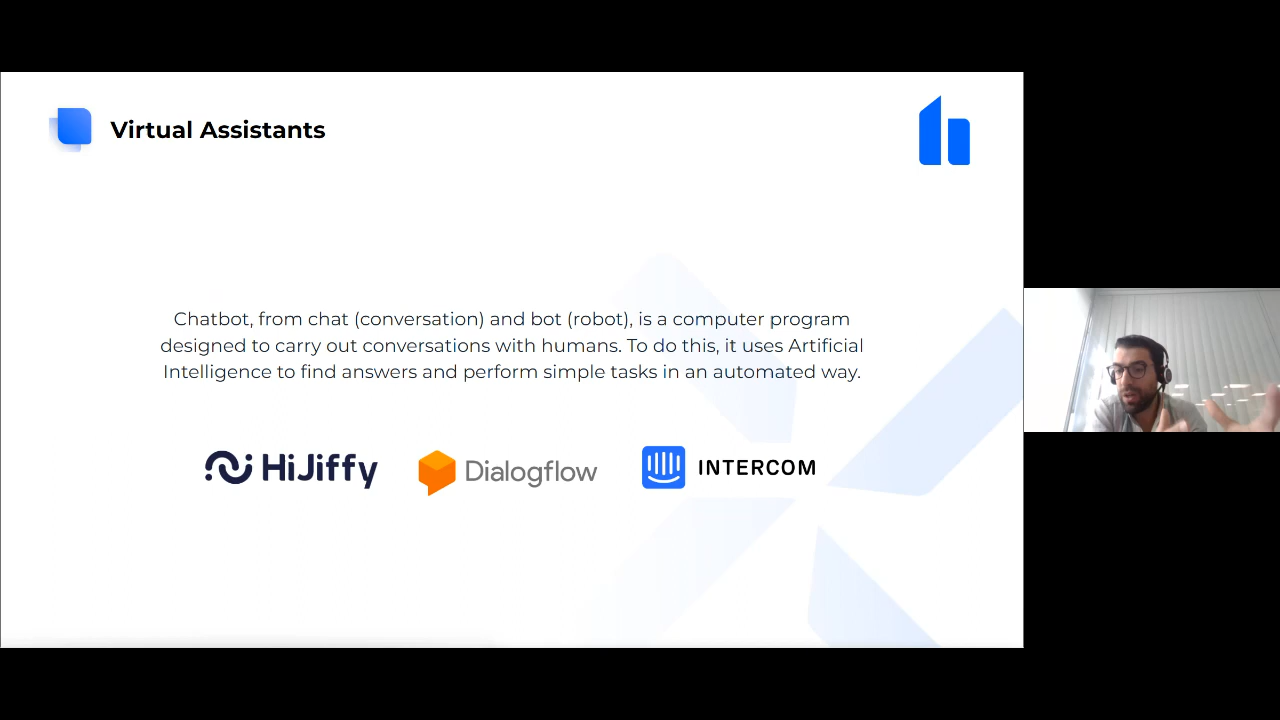 Virtual Assistants
Chatbot, from chat (conversation) and bot (robot), is a computer program
designed to carry out conversations with humans. To do this, it uses Artificial
Intelligence to find answers and perform simple tasks in an automated way.
HiJiffy
Dialogflow
INTERCOM